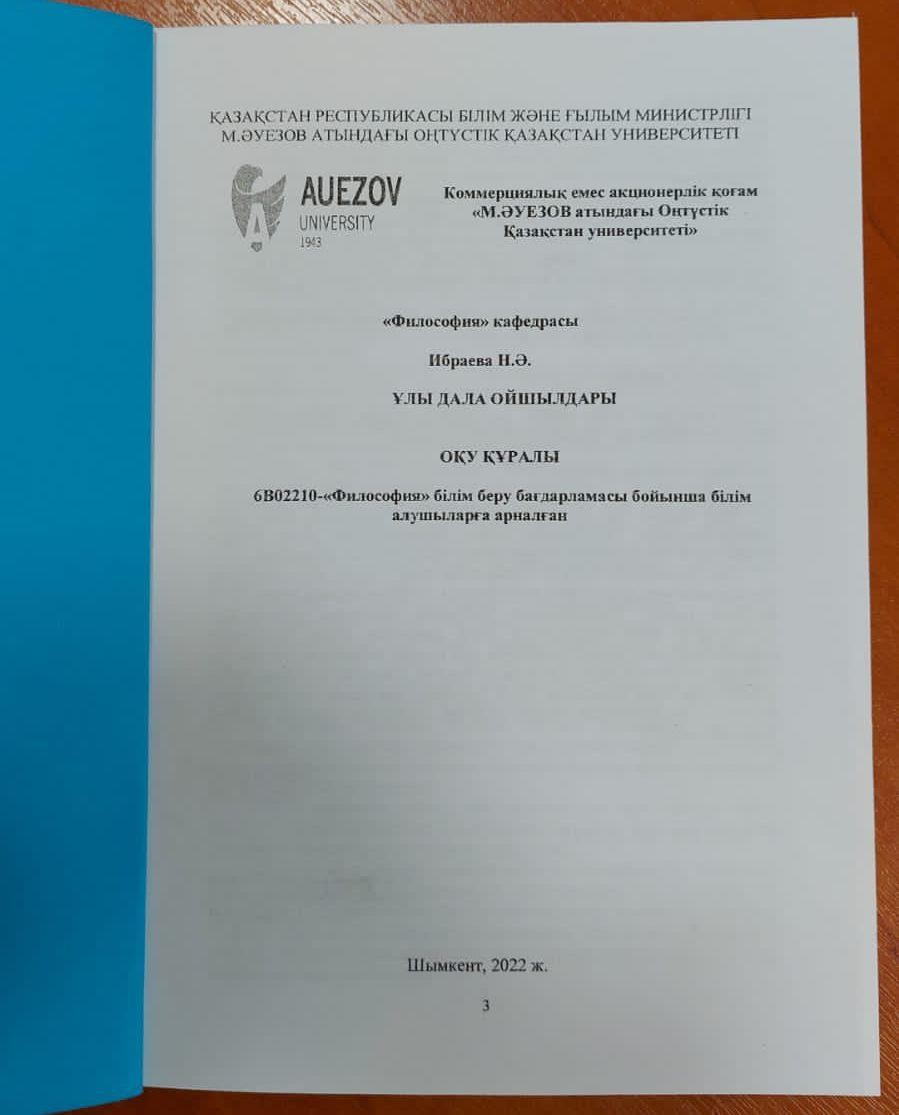 ҚАЗАҚСТАН РЕСПУБЛИКАСЫ БІЛІМ ЖӘНЕ ҒЫЛЫМ МИНИСТРЛІГІ
М.ӘУЕЗОВ АТЫНДАҒЫ ОҢТҮСТІК ҚАЗАҚСТАН УНИВЕРСИТЕТІ
AUEZOV
UNIVERSITY
1943
Коммерциялық емес акционерлік қоғам
«М.ӘУЕЗОВ атындағы Оңтүстік
Қазақстан университеті»
«Философия» кафедрасы
Ибраева Н.Ә.
ҰЛЫ ДАЛА ОЙШЫЛДАРЫ
ОҚУ ҚҰРАЛЫ
6В02210-«Философия» білім беру бағдарламасы бойынша білім
алушыларға арналған
Шымкент, 2022 ж.
3